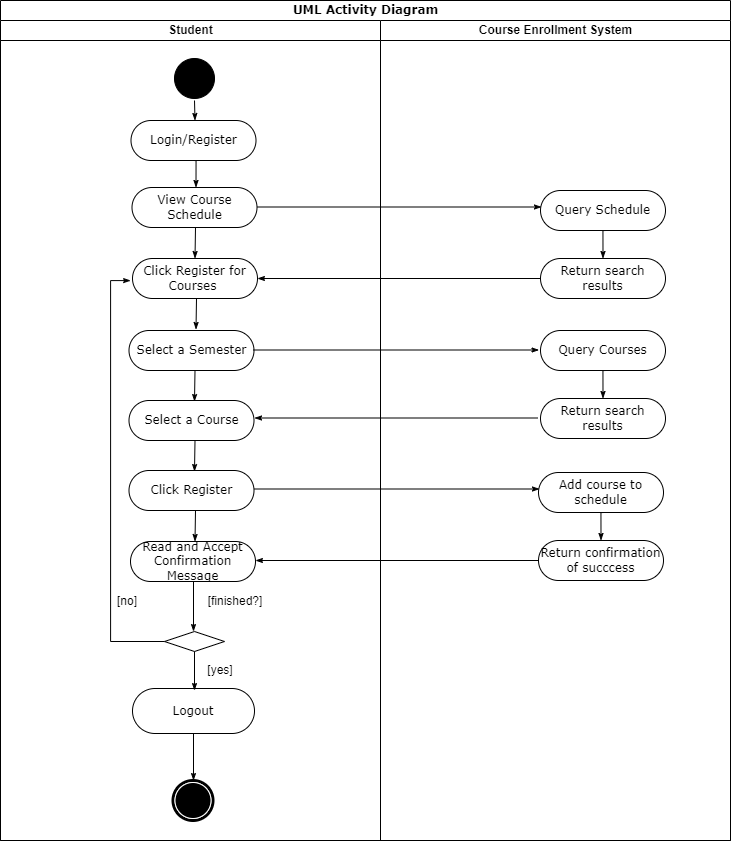 UML Activity Diagram
Student
Course Enrollment System
Login/Register
View Course
Schedule
Query Schedule
Click Register for
Courses
Return search
results
Select a Semester
Query Courses
Select a Course
Return search
results
Click Register
Add course to
schedule
Read and Accept
Confirmation
Message
Return confirmation
of succcess
[no]
[finished?]
[yes]
Logout